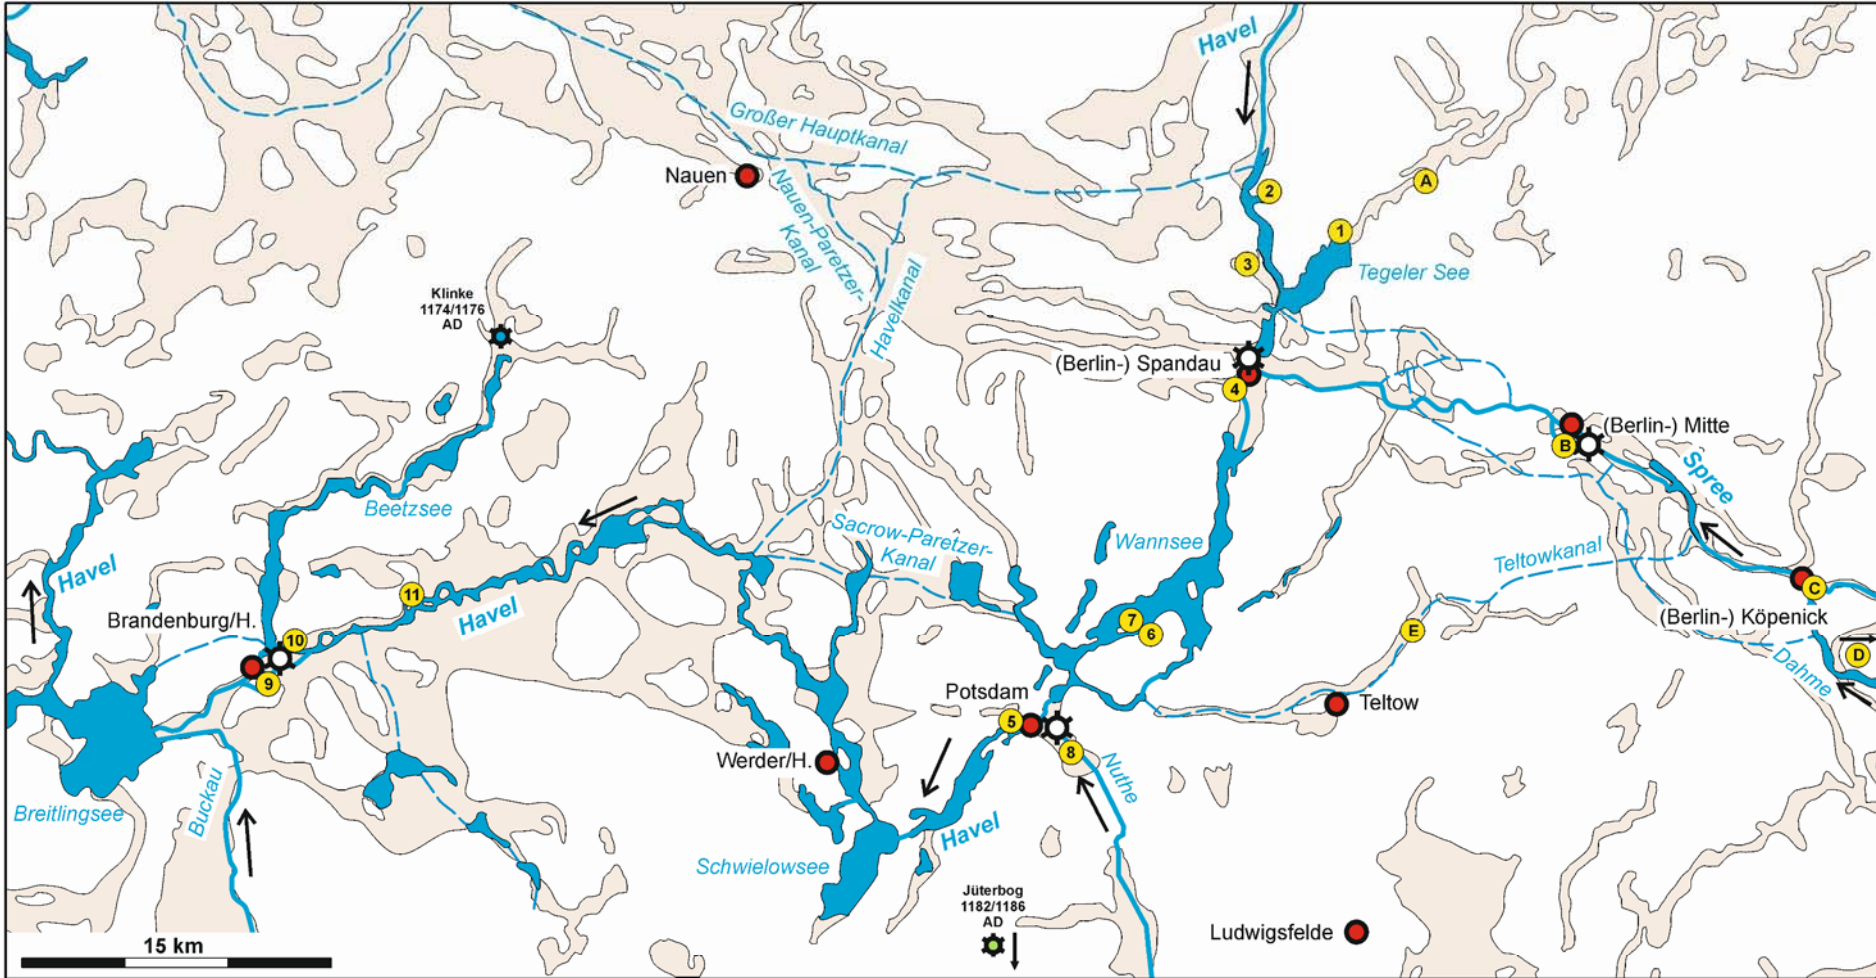 Havel
Großer Hauptkanal
Nauen
Nauen-Paretzer-
Kanal
Havelkanal
A
2
1
3
Tegeler See
Klinke
1174/1176
AD
(Berlin-) Spandau
4
(Berlin-) Mitte
B
Spree
Beetzsee
Sacrow-Paretzer-
Kanal
Wannsee
Teltowkanal
Havel
C
(Berlin-) Köpenick
D
Dahme
11
Havel
Brandenburg/H.
10
9
7
6
E
Potsdam
5
8
Nuthe
Teltow
Werder/H.
Breitlingsee
Buckau
Havel
Schwielowsee
Jüterbog
1182/1186
AD
Ludwigsfelde
15 km